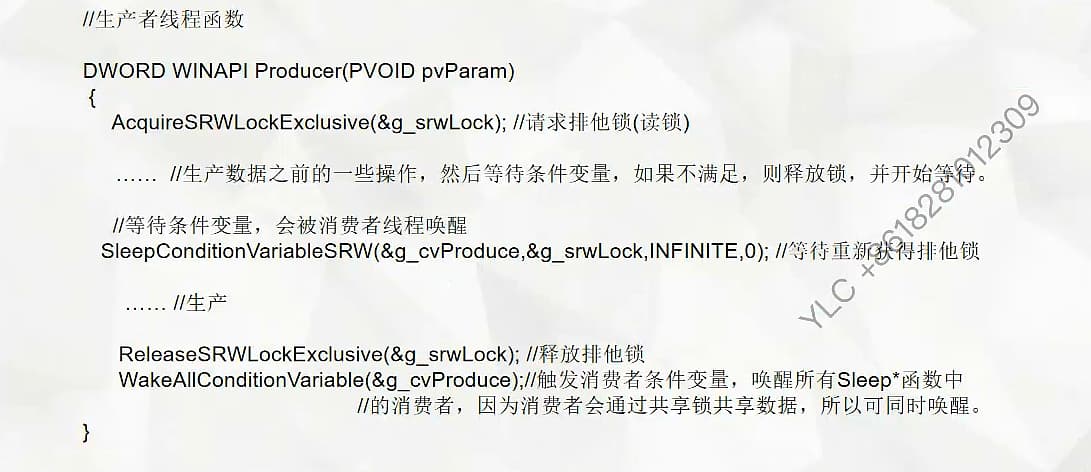 //生产者线程函数
DWORD WINAPI Producer(PVOID pvParam)
{
AcquireSRWLockExclusive(&g_srwLock); //请求排他锁(读锁)
…… //生产数据之前的一些操作，然后等待条件变量，如果不满足，则释放锁，并开始等待。
//等待条件变量，会被消费者线程唤醒
SleepConditionVariableSRW(&g_cvProduce,&g_srwLock,INFINITE,0); //等待重新获得排他锁
…… //生产
ReleaseSRWLockExclusive(&g_srwLock); //释放排他锁
WakeAllConditionVariable(&g_cvProduce);//触发消费者条件变量，唤醒所有Sleep*函数中
//的消费者，因为消费者会通过共享锁共享数据，所以可同时唤醒。
}
YLC +8618281012309